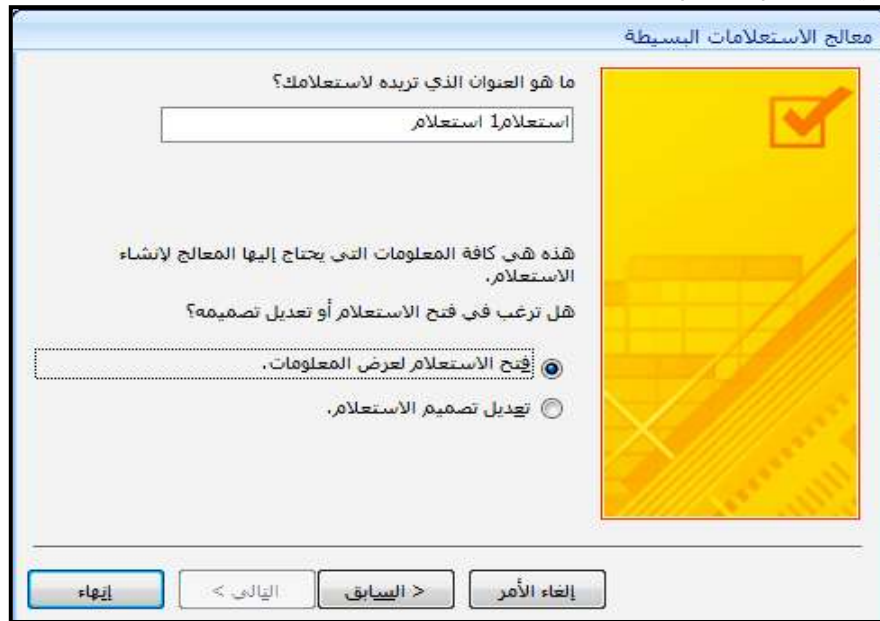 معالج الاستعلامات البسيطة
ما هو العنوان الذي تريده لاستعلامك؟
استعلام1 استعلام
هذه هي كافة المعلومات التي يحتاج إليها المعالج لإنشاء
الاستعلام.
هل ترغب في فتح الاستعلام أو تعديل تصميمه؟
فتح الاستعلام لعرض المعلومات.
تعديل تصميم الاستعلام.
إلغاء الأمر
< السابق
التالي >
إنهاء